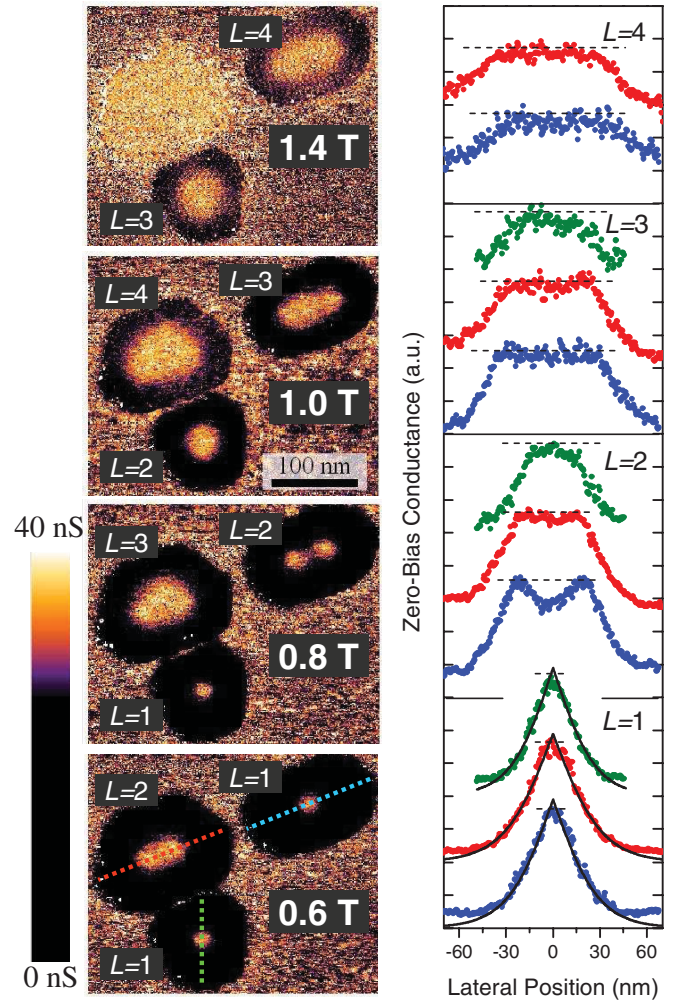 L=4
1.4 T
L=3
L=3
L=4
1.0 T
L=2
100 nm
40 nS
L=2
L=3
0.8 T
L=1
L=1
L=2
0.6 T
L=1
0 nS
Zero-Bias Conductance (a.u.)
L=4
L=3
L=2
L=1
-60 -30 0 30 60
Lateral Position (nm)